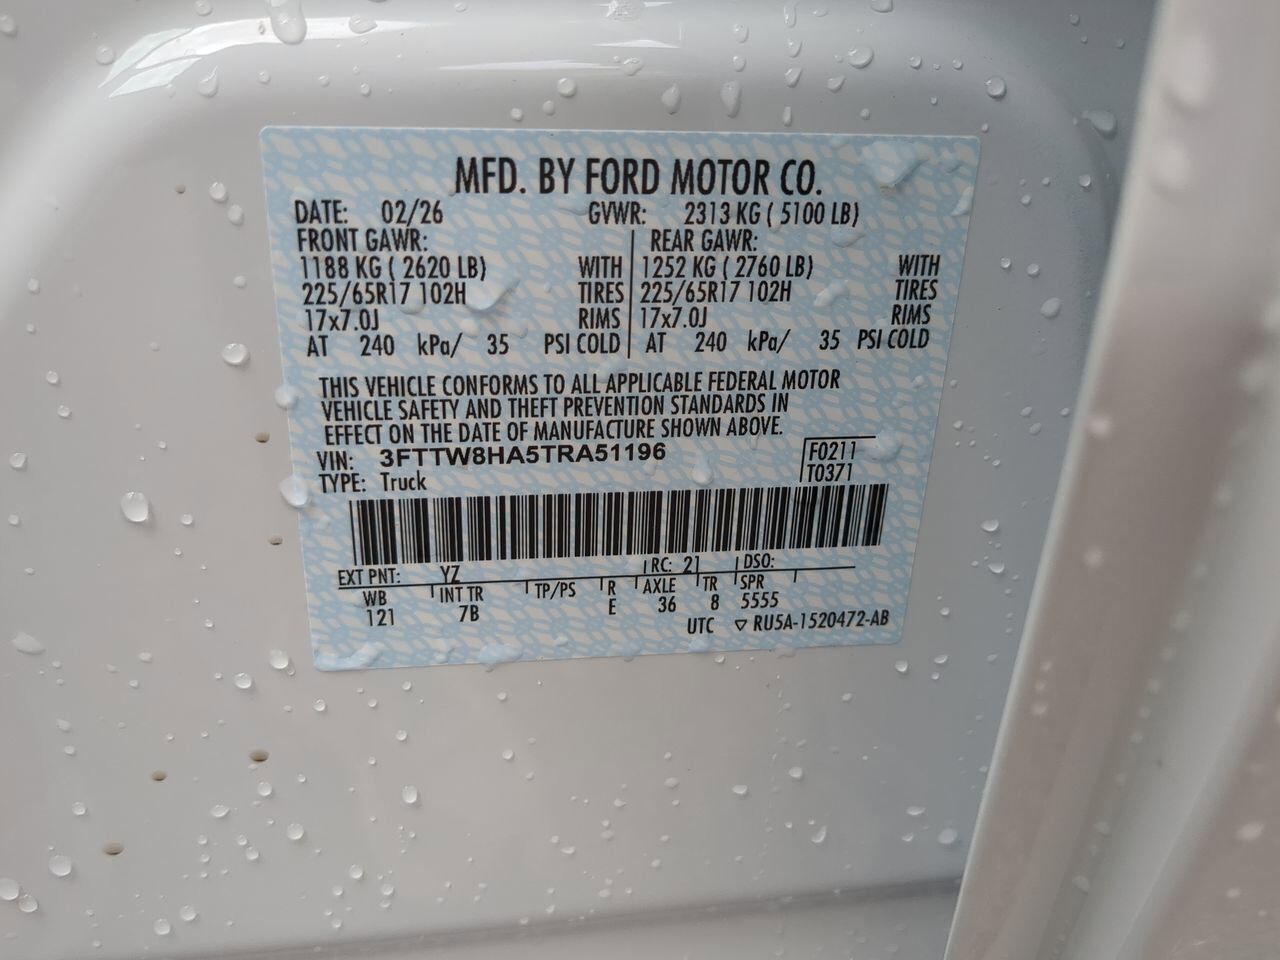 MFD. BY FORD MOTOR CO.
DATE: 02/26 GVWR: 2313 KG ( 5100 LB)
FRONT GAWR: REAR GAWR:
1188 KG ( 2620 LB) WITH 1252 KG ( 2760 LB) WITH
225/65R17 102H TIRES 225/65R17 102H TIRES
17x7.0J RIMS 17x7.0J RIMS
AT 240 kPa/ 35 PSI COLD AT 240 kPa/ 35 PSI COLD
THIS VEHICLE CONFORMS TO ALL APPLICABLE FEDERAL MOTOR
VEHICLE SAFETY AND THEFT PREVENTION STANDARDS IN
EFFECT ON THE DATE OF MANUFACTURE SHOWN ABOVE.
VIN: 3FTTW8HA5TRA51196 F0211
TYPE: Truck T0371
EXT PNT: YZ RC: 21 DSO:
WB INT TR TP/PS R AXLE TR SPR
121 7B E 36 8 5555
UTC ▽ RU5A-1520472-AB